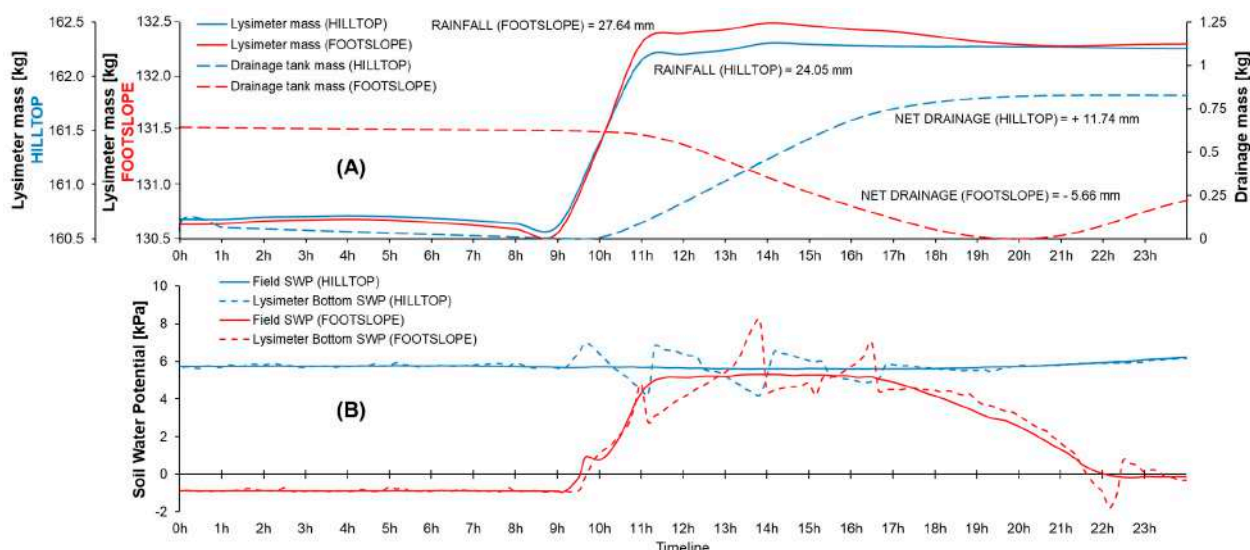 Lysimeter mass [kg]
HILLTOP
Lysimeter mass [kg]
FOOTSLOPE
162.5
162.0
161.5
161.0
160.5
132.5
132.0
131.5
131.0
130.5
Lysimeter mass (HILLTOP)
Lysimeter mass (FOOTSLOPE)
Drainage tank mass (HILLTOP)
Drainage tank mass (FOOTSLOPE)
RAINFALL (FOOTSLOPE) = 27.64 mm
RAINFALL (HILLTOP) = 24.05 mm
NET DRAINAGE (HILLTOP) = + 11.74 mm
NET DRAINAGE (FOOTSLOPE) = - 5.66 mm
(A)
1.25
1
0.75
0.5
0.25
0
Drainage mass [kg]
0h 1h 2h 3h 4h 5h 6h 7h 8h 9h 10h 11h 12h 13h 14h 15h 16h 17h 18h 19h 20h 21h 22h 23h
Soil Water Potential [kPa]
10
8
6
4
2
0
-2
Field SWP (HILLTOP)
Lysimeter Bottom SWP (HILLTOP)
Field SWP (FOOTSLOPE)
Lysimeter Bottom SWP (FOOTSLOPE)
(B)
0h 1h 2h 3h 4h 5h 6h 7h 8h 9h 10h 11h 12h 13h 14h 15h 16h 17h 18h 19h 20h 21h 22h 23h
Timeline